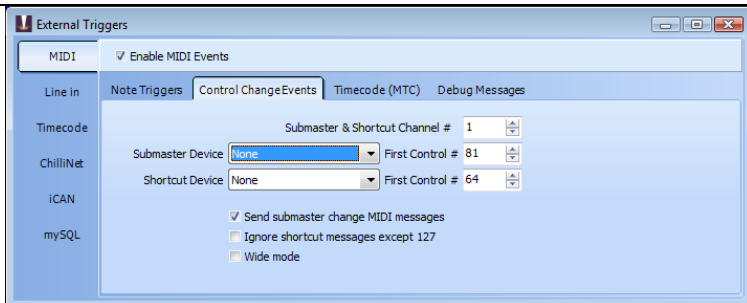 External Triggers
MIDI
Enable MIDI Events
Line in
Note Triggers Control ChangeEvents Timecode (MTC) Debug Messages
Submaster & Shortcut Channel # 1
Timecode
Submaster Device None First Control # 81
ChilliNet
Shortcut Device None First Control # 64
iCAN
Send submaster change MIDI messages
mySQL
Ignore shortcut messages except 127
Wide mode